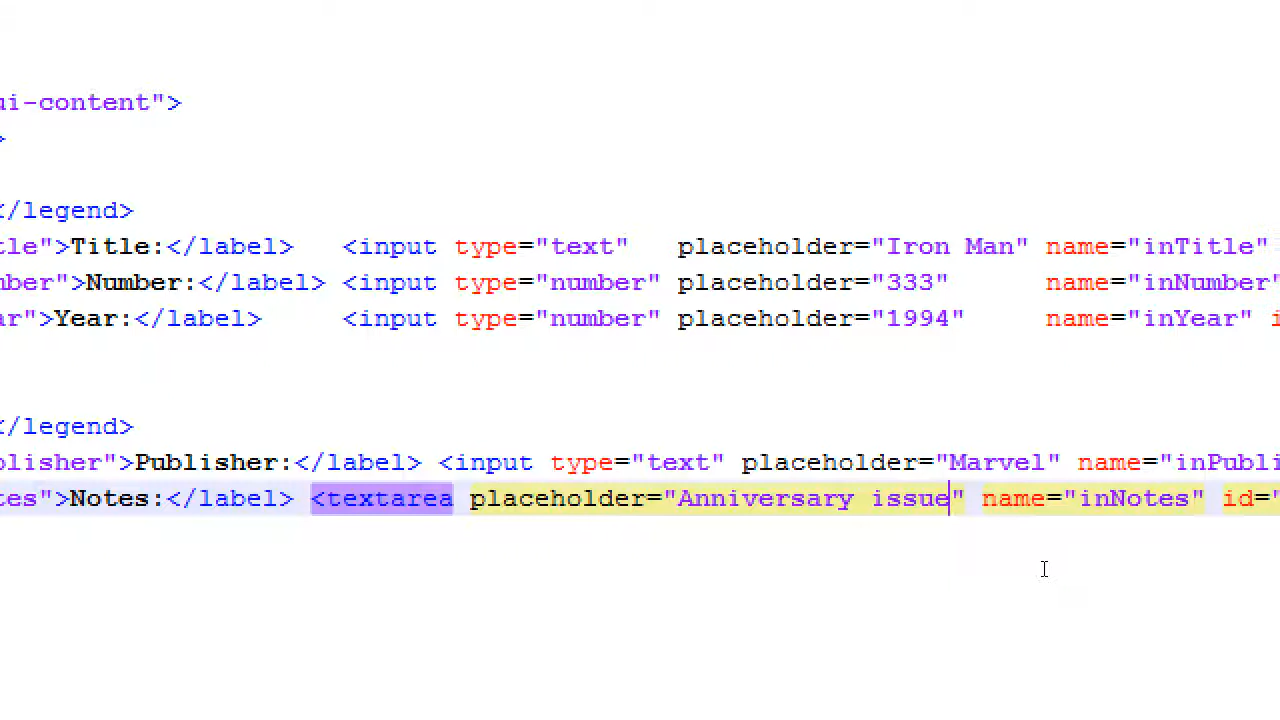 ui-content">
>
</legend>
tle">Title:</label> <input type="text" placeholder="Iron Man" name="inTitle"
mber">Number:</label> <input type="number" placeholder="333" name="inNumber"
ar">Year:</label> <input type="number" placeholder="1994" name="inYear" i
</legend>
blisher">Publisher:</label> <input type="text" placeholder="Marvel" name="inPubli
tes">Notes:</label> <textarea placeholder="Anniversary issue" name="inNotes" id="